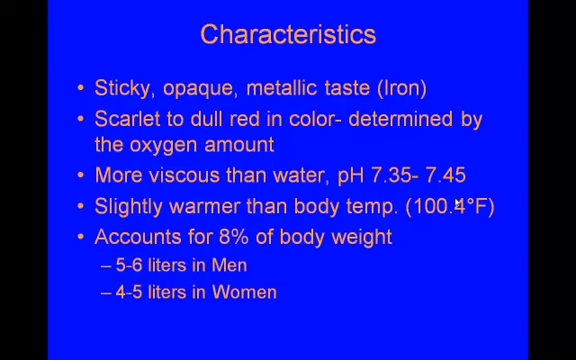 Characteristics
• Sticky, opaque, metallic taste (Iron)
• Scarlet to dull red in color- determined by
the oxygen amount
• More viscous than water, pH 7.35- 7.45
• Slightly warmer than body temp. (100.4°F)
• Accounts for 8% of body weight
– 5-6 liters in Men
– 4-5 liters in Women